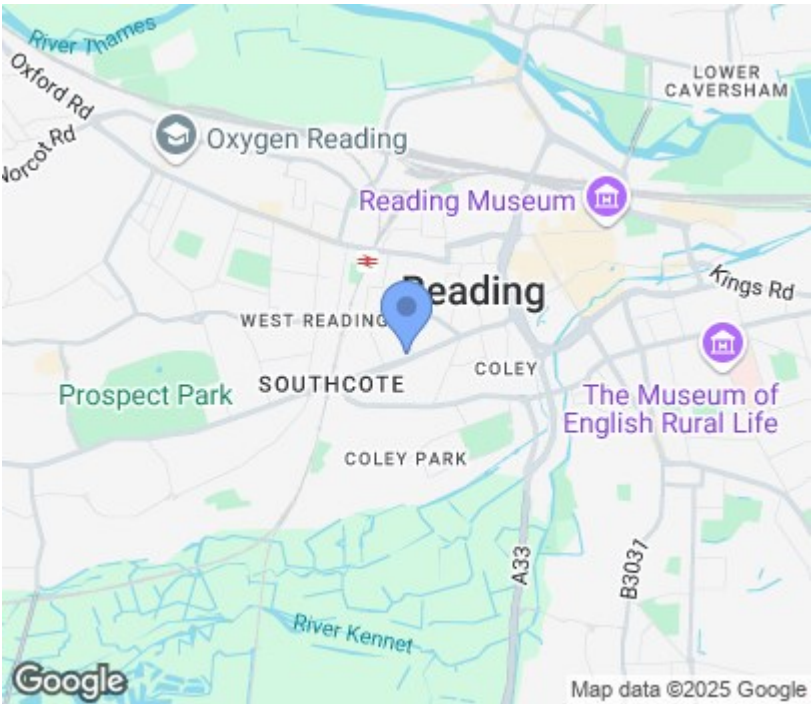 River Thames
Oxford Rd
Norcot Rd
LOWER
CAVERSHAM
Oxygen Reading
Reading Museum
Kings Rd
Reading
WEST READING
COLEY
Prospect Park
SOUTHCOTE
The Museum of
English Rural Life
COLEY PARK
A33
B3031
River Kennet
Google
Map data ©2025 Google